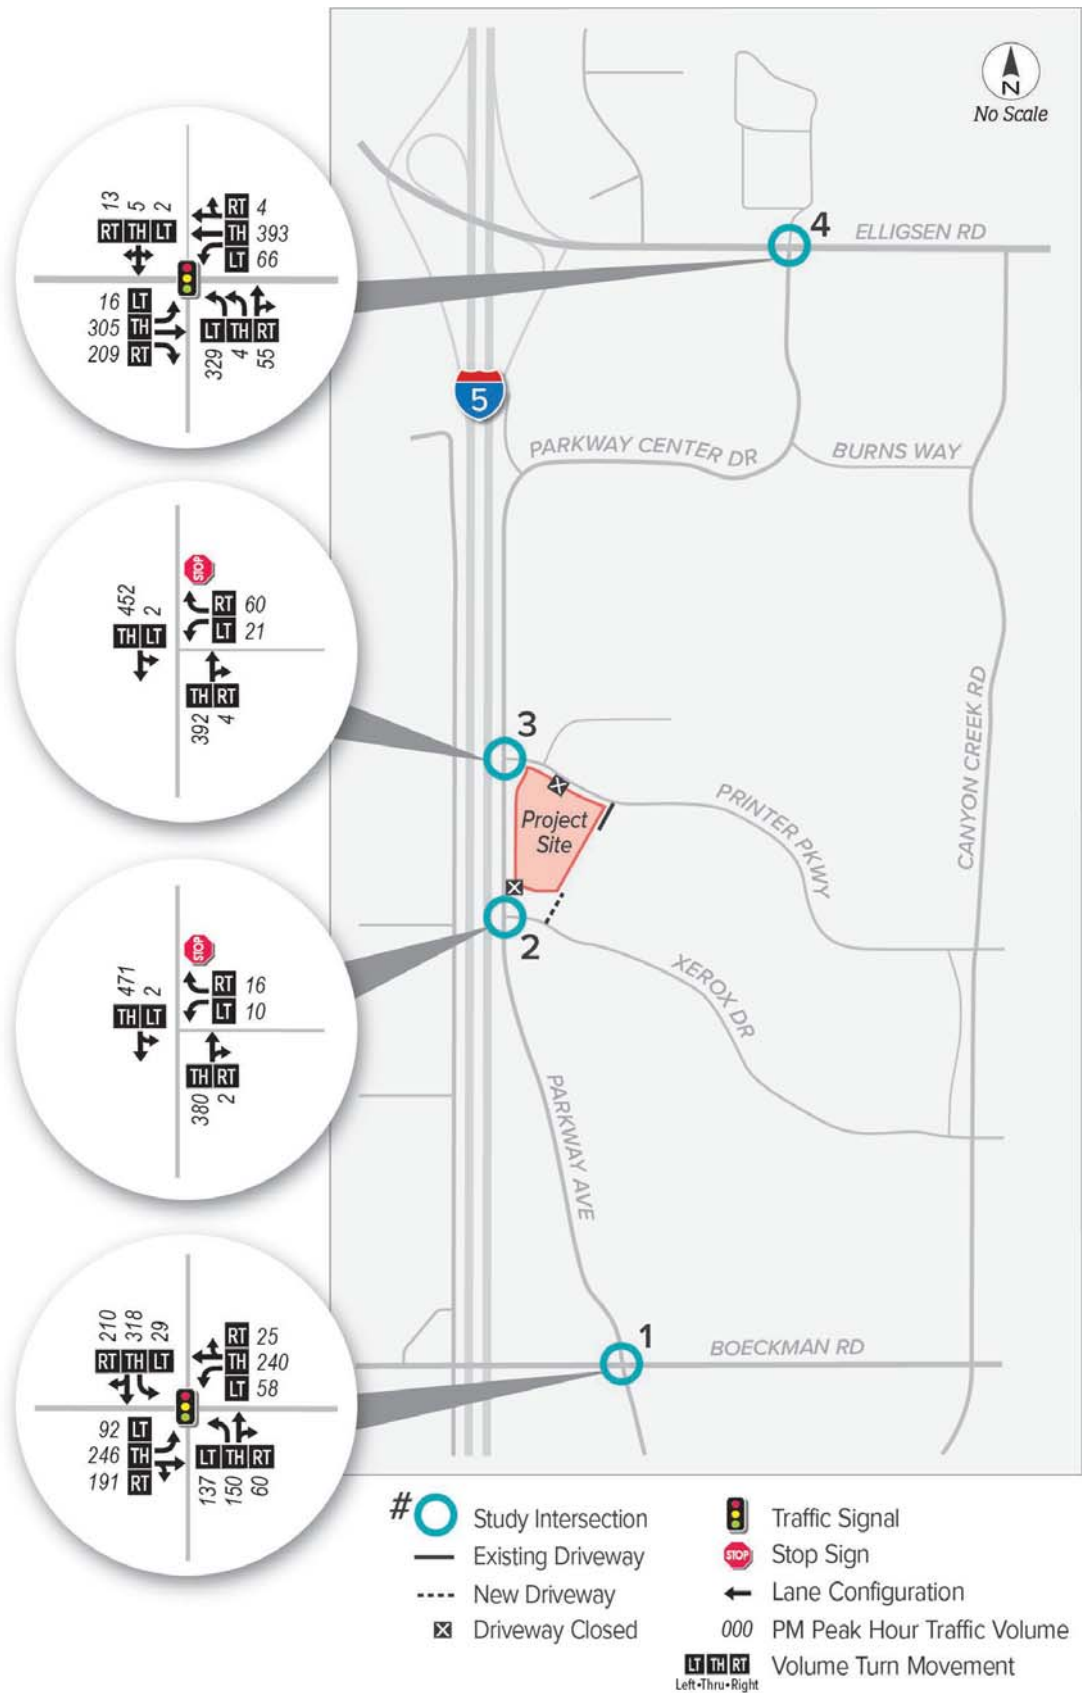 N
No Scale
13 5 2
RT TH LT
RT 4
TH 393
LT 66
16 LT
305 TH
209 RT
LT TH RT
329 4 55
4
ELLIGSEN RD
5
PARKWAY CENTER DR
BURNS WAY
452 2
TH LT
STOP
RT 60
LT 21
TH RT
392 4
3
Project
Site
PRINTER PKWY
CANYON CREEK RD
2
XEROX DR
471 2
TH LT
STOP
RT 16
LT 10
TH RT
380 2
PARKWAY AVE
210 318 29
RT TH LT
RT 25
TH 240
LT 58
92 LT
246 TH
191 RT
LT TH RT
137 150 60
1
BOECKMAN RD
# Study Intersection
Existing Driveway
New Driveway
Driveway Closed
Traffic Signal
STOP Stop Sign
Lane Configuration
000 PM Peak Hour Traffic Volume
LT TH RT Volume Turn Movement
Left•Thru•Right